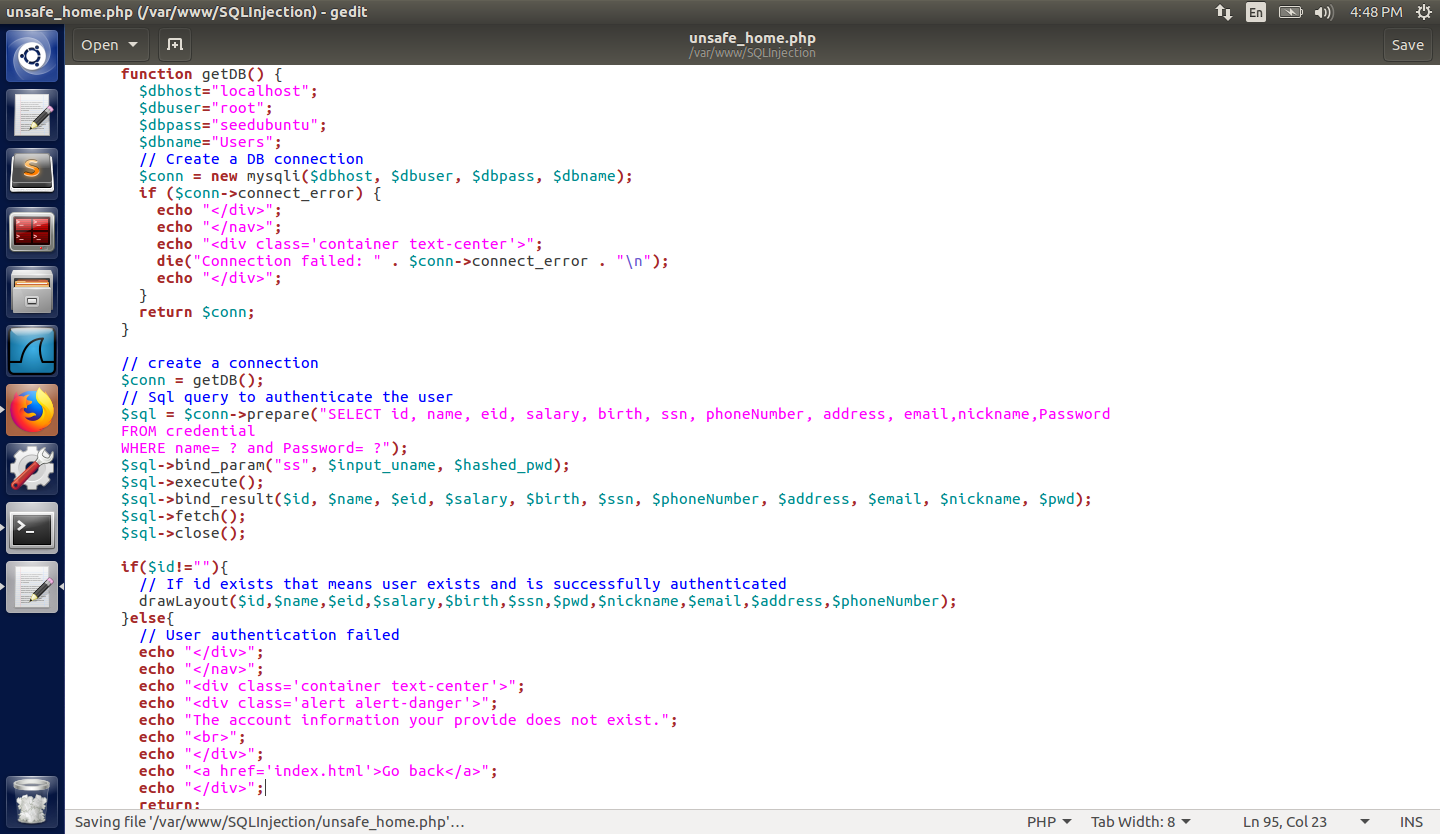 unsafe_home.php (/var/www/SQLInjection) - gedit
En
4:48 PM
Open
unsafe_home.php
/var/www/SQLInjection
Save
function getDB() {
$dbhost="localhost";
$dbuser="root";
$dbpass="seedubuntu";
$dbname="Users";
// Create a DB connection
$conn = new mysqli($dbhost, $dbuser, $dbpass, $dbname);
if ($conn->connect_error) {
echo "</div>";
echo "</nav>";
echo "<div class='container text-center'>";
die("Connection failed: " . $conn->connect_error . "\n");
echo "</div>";
}
return $conn;
}
// create a connection
$conn = getDB();
// Sql query to authenticate the user
$sql = $conn->prepare("SELECT id, name, eid, salary, birth, ssn, phoneNumber, address, email,nickname,Password
FROM credential
WHERE name= ? and Password= ?");
$sql->bind_param("ss", $input_uname, $hashed_pwd);
$sql->execute();
$sql->bind_result($id, $name, $eid, $salary, $birth, $ssn, $phoneNumber, $address, $email, $nickname, $pwd);
$sql->fetch();
$sql->close();
if($id!=""){
// If id exists that means user exists and is successfully authenticated
drawLayout($id,$name,$eid,$salary,$birth,$ssn,$pwd,$nickname,$email,$address,$phoneNumber);
}else{
// User authentication failed
echo "</div>";
echo "</nav>";
echo "<div class='container text-center'>";
echo "<div class='alert alert-danger'>";
echo "The account information your provide does not exist.";
echo "<br>";
echo "</div>";
echo "<a href='index.html'>Go back</a>";
echo "</div>";
return;
Saving file '/var/www/SQLInjection/unsafe_home.php'…
PHP
Tab Width: 8
Ln 95, Col 23
INS